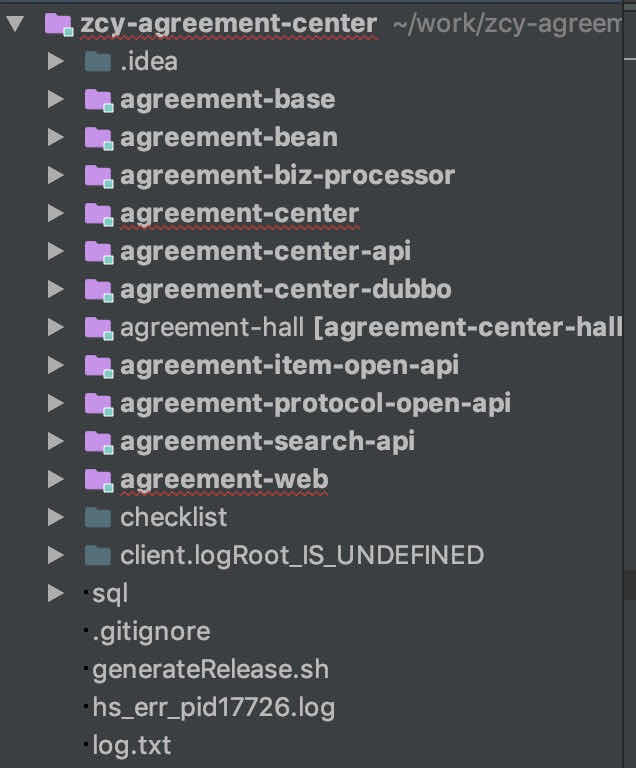 zcy-agreement-center ~/work/zcy-agreem
.idea
agreement-base
agreement-bean
agreement-biz-processor
agreement-center
agreement-center-api
agreement-center-dubbo
agreement-hall [agreement-center-hall
agreement-item-open-api
agreement-protocol-open-api
agreement-search-api
agreement-web
checklist
client.logRoot_IS_UNDEFINED
sql
.gitignore
generateRelease.sh
hs_err_pid17726.log
log.txt